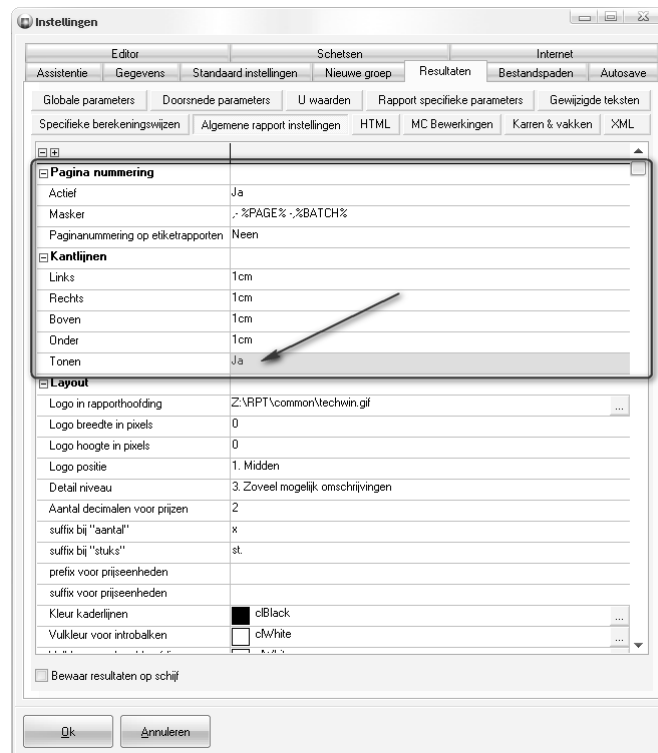 Instellingen
Editor Schetsen Internet
Assistentie Gegevens Standaard instellingen Nieuwe groep Resultaten Bestandspaden Autosave
Globale parameters Doorsnede parameters U waarden Rapport specifieke parameters Gewijzigde teksten
Specifieke berekeningswijzen Algemene rapport instellingen HTML MC Bewerkingen Karren & vakken XML
Pagina nummering
Actief Ja
Masker ,- %PAGE% -,%BATCH%
Paginanummering op etiketrapporten Neen
Kantlijnen
Links 1cm
Rechts 1cm
Boven 1cm
Onder 1cm
Tonen Ja
Layout
Logo in rapporthoofding Z:\RPT\common\techwin.gif ...
Logo breedte in pixels 0
Logo hoogte in pixels 0
Logo positie 1. Midden
Detail niveau 3. Zoveel mogelijk omschrijvingen
Aantal decimalen voor prijzen 2
suffix bij "aantal" x
suffix bij "stuks" st.
prefix voor prijseenheden
suffix voor prijseenheden
Kleur kaderlijnen clBlack ...
Vulkleur voor introbalken clWhite ...
Bewaar resultaten op schijf
Ok Annuleren